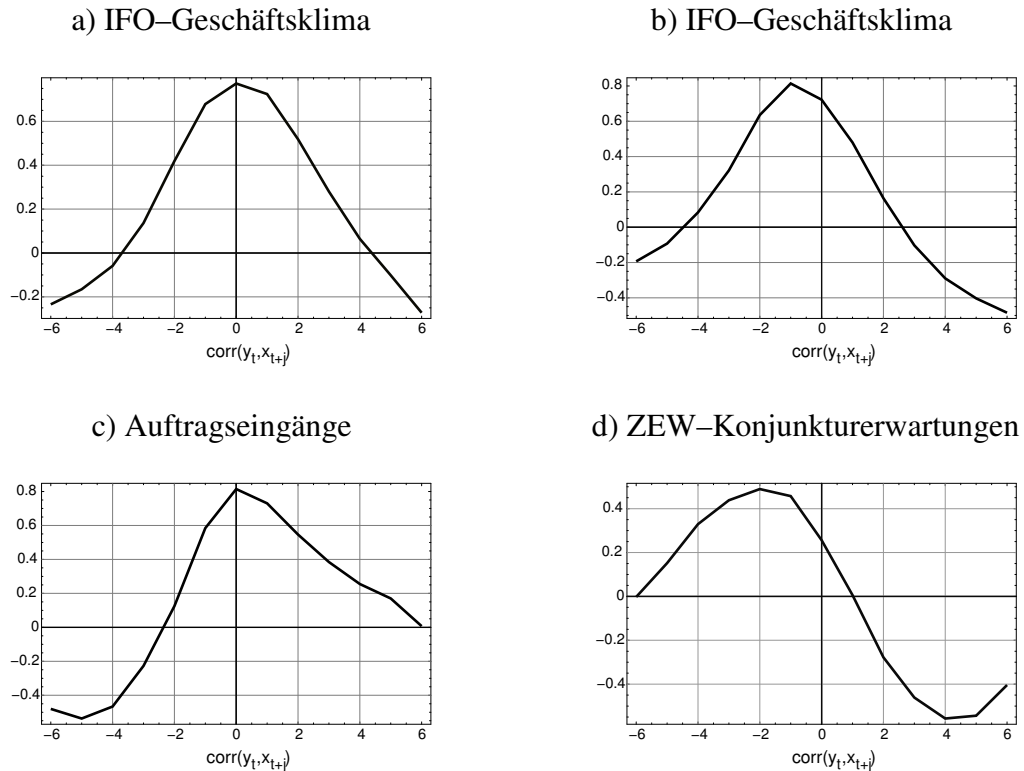 a) IFO–Geschäftsklima
0.6
0.4
0.2
0
−0.2
−6 −4 −2 0 2 4 6
corr(y_t,x_{t+j})
b) IFO–Geschäftsklima
0.8
0.6
0.4
0.2
0
−0.2
−0.4
−6 −4 −2 0 2 4 6
corr(y_t,x_{t+j})
c) Auftragseingänge
0.8
0.6
0.4
0.2
0
−0.2
−0.4
−6 −4 −2 0 2 4 6
corr(y_t,x_{t+j})
d) ZEW–Konjunkturerwartungen
0.4
0.2
0
−0.2
−0.4
−6 −4 −2 0 2 4 6
corr(y_t,x_{t+j})